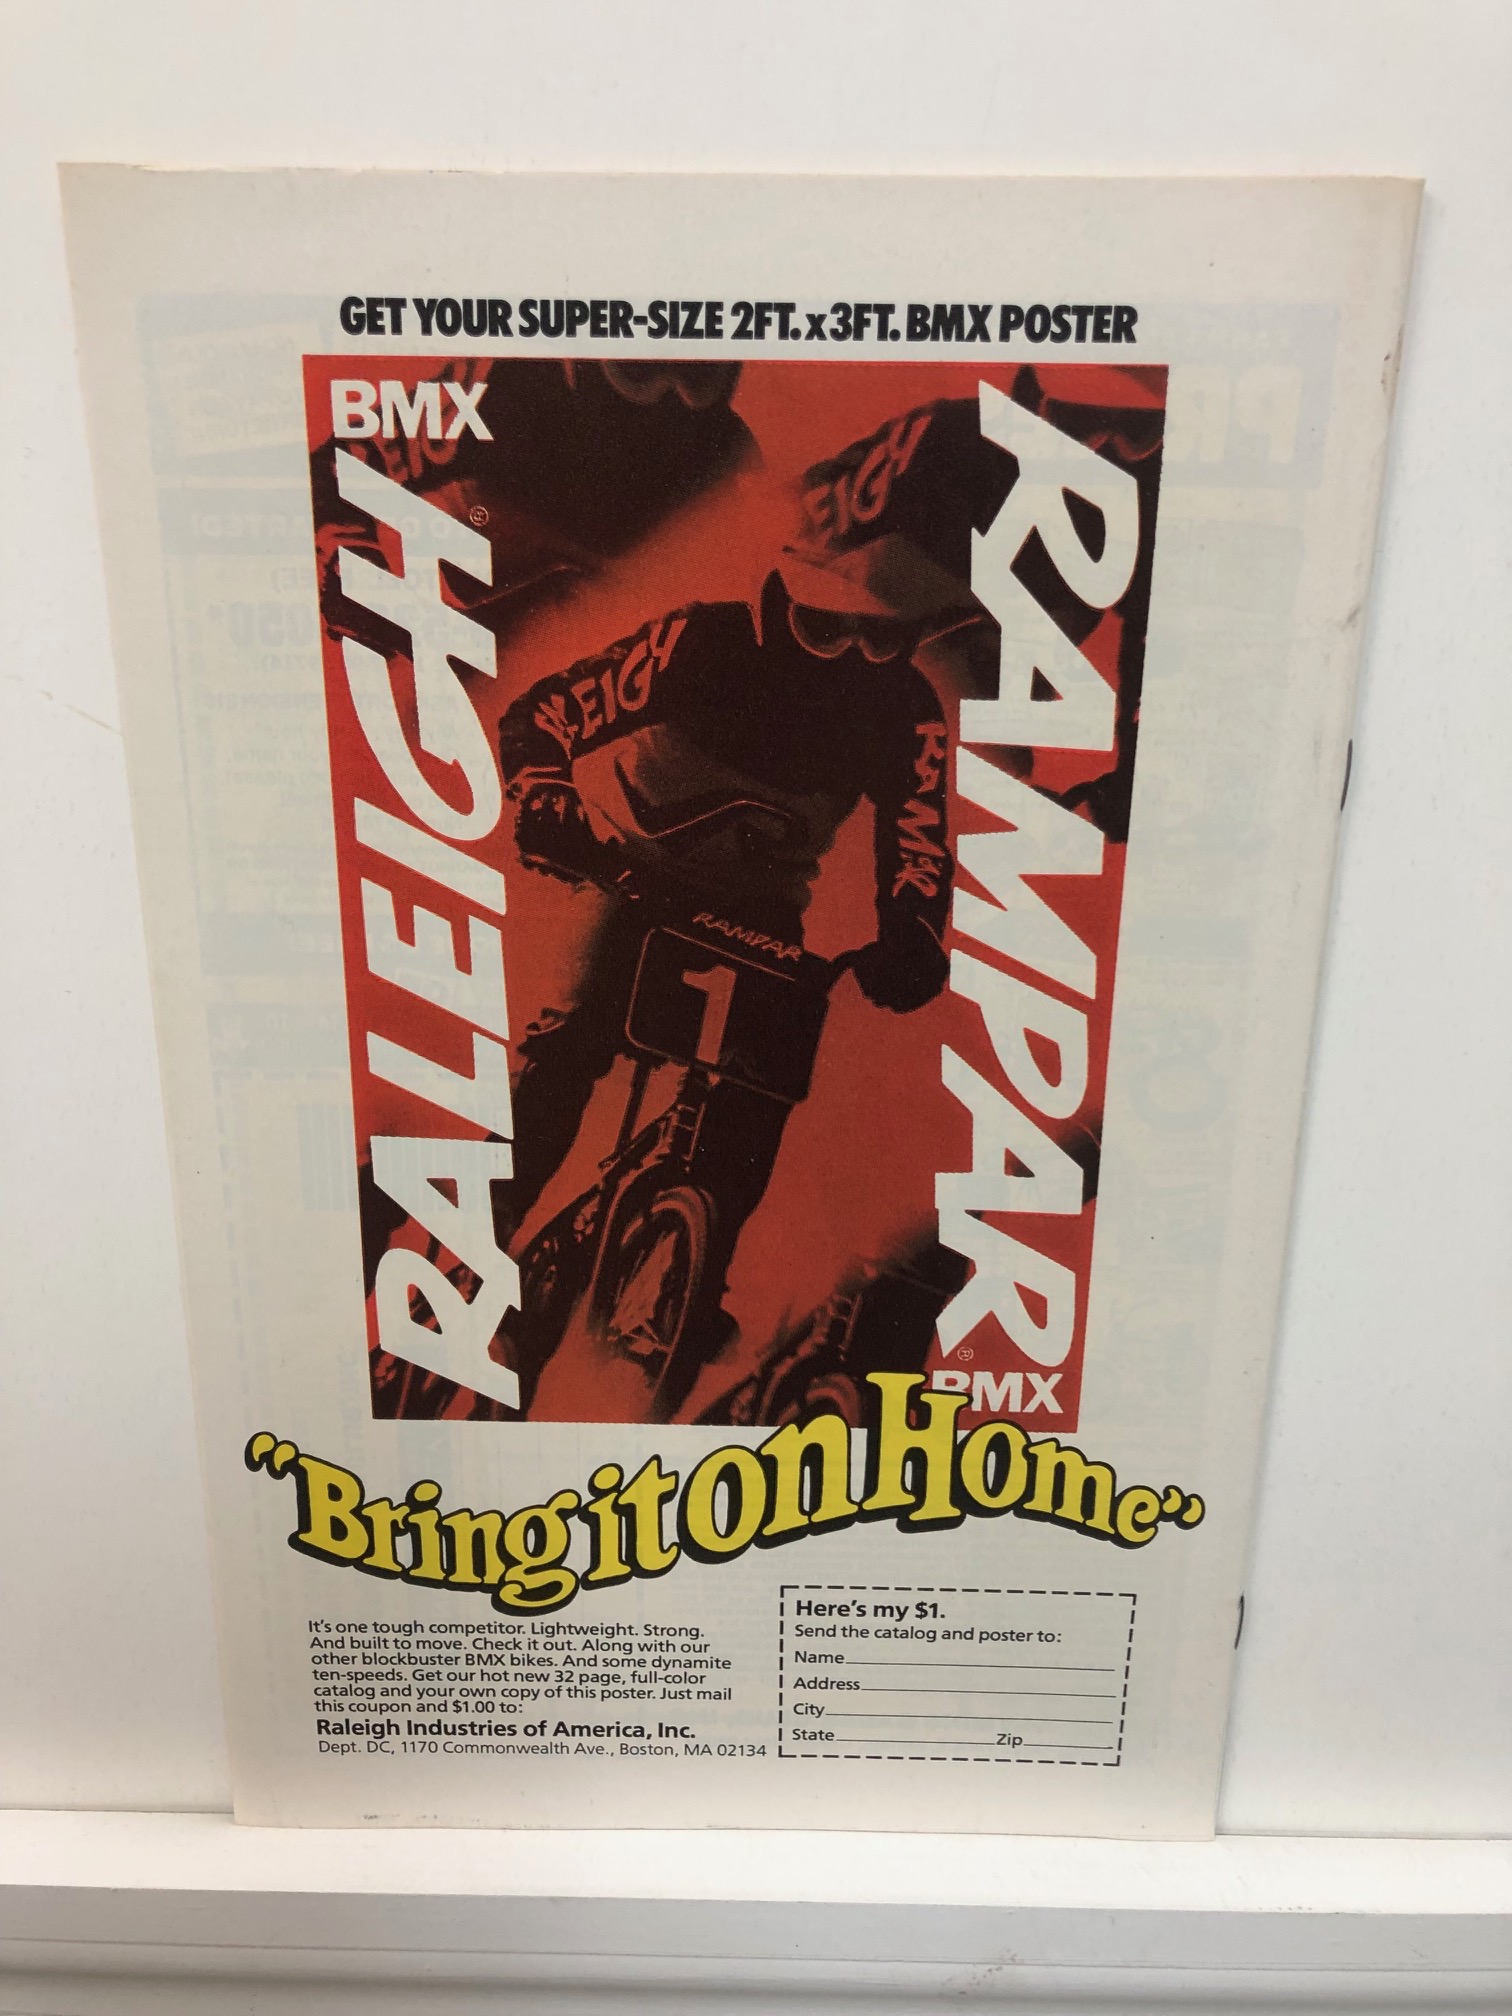 GET YOUR SUPER-SIZE 2FT. x 3FT. BMX POSTER
BMX
RALEIGH®
RAMPAR®
BMX
EIGH
EIGH
LEIGH
RAMPAR
RAMPAR
1
"Bring it on Home"
It's one tough competitor. Lightweight. Strong.
And built to move. Check it out. Along with our
other blockbuster BMX bikes. And some dynamite
ten-speeds. Get our hot new 32 page, full-color
catalog and your own copy of this poster. Just mail
this coupon and $1.00 to:
Raleigh Industries of America, Inc.
Dept. DC, 1170 Commonwealth Ave., Boston, MA 02134
Here's my $1.
Send the catalog and poster to:
Name
Address
City
State Zip